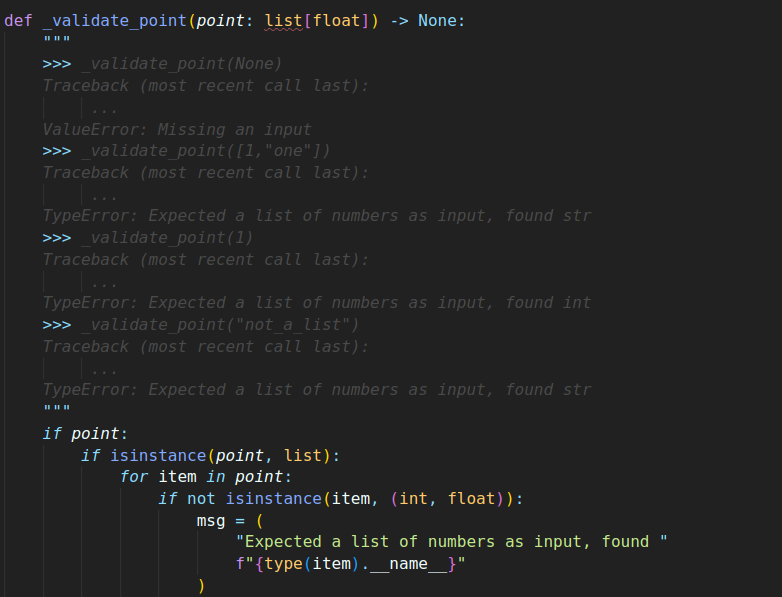 def _validate_point(point: list[float]) -> None:
    """
    >>> _validate_point(None)
    Traceback (most recent call last):
         ...
    ValueError: Missing an input
    >>> _validate_point([1,"one"])
    Traceback (most recent call last):
         ...
    TypeError: Expected a list of numbers as input, found str
    >>> _validate_point(1)
    Traceback (most recent call last):
         ...
    TypeError: Expected a list of numbers as input, found int
    >>> _validate_point("not_a_list")
    Traceback (most recent call last):
         ...
    TypeError: Expected a list of numbers as input, found str
    """
    if point:
        if isinstance(point, list):
            for item in point:
                if not isinstance(item, (int, float)):
                    msg = (
                        "Expected a list of numbers as input, found "
                        f"{type(item).__name__}"
                    )